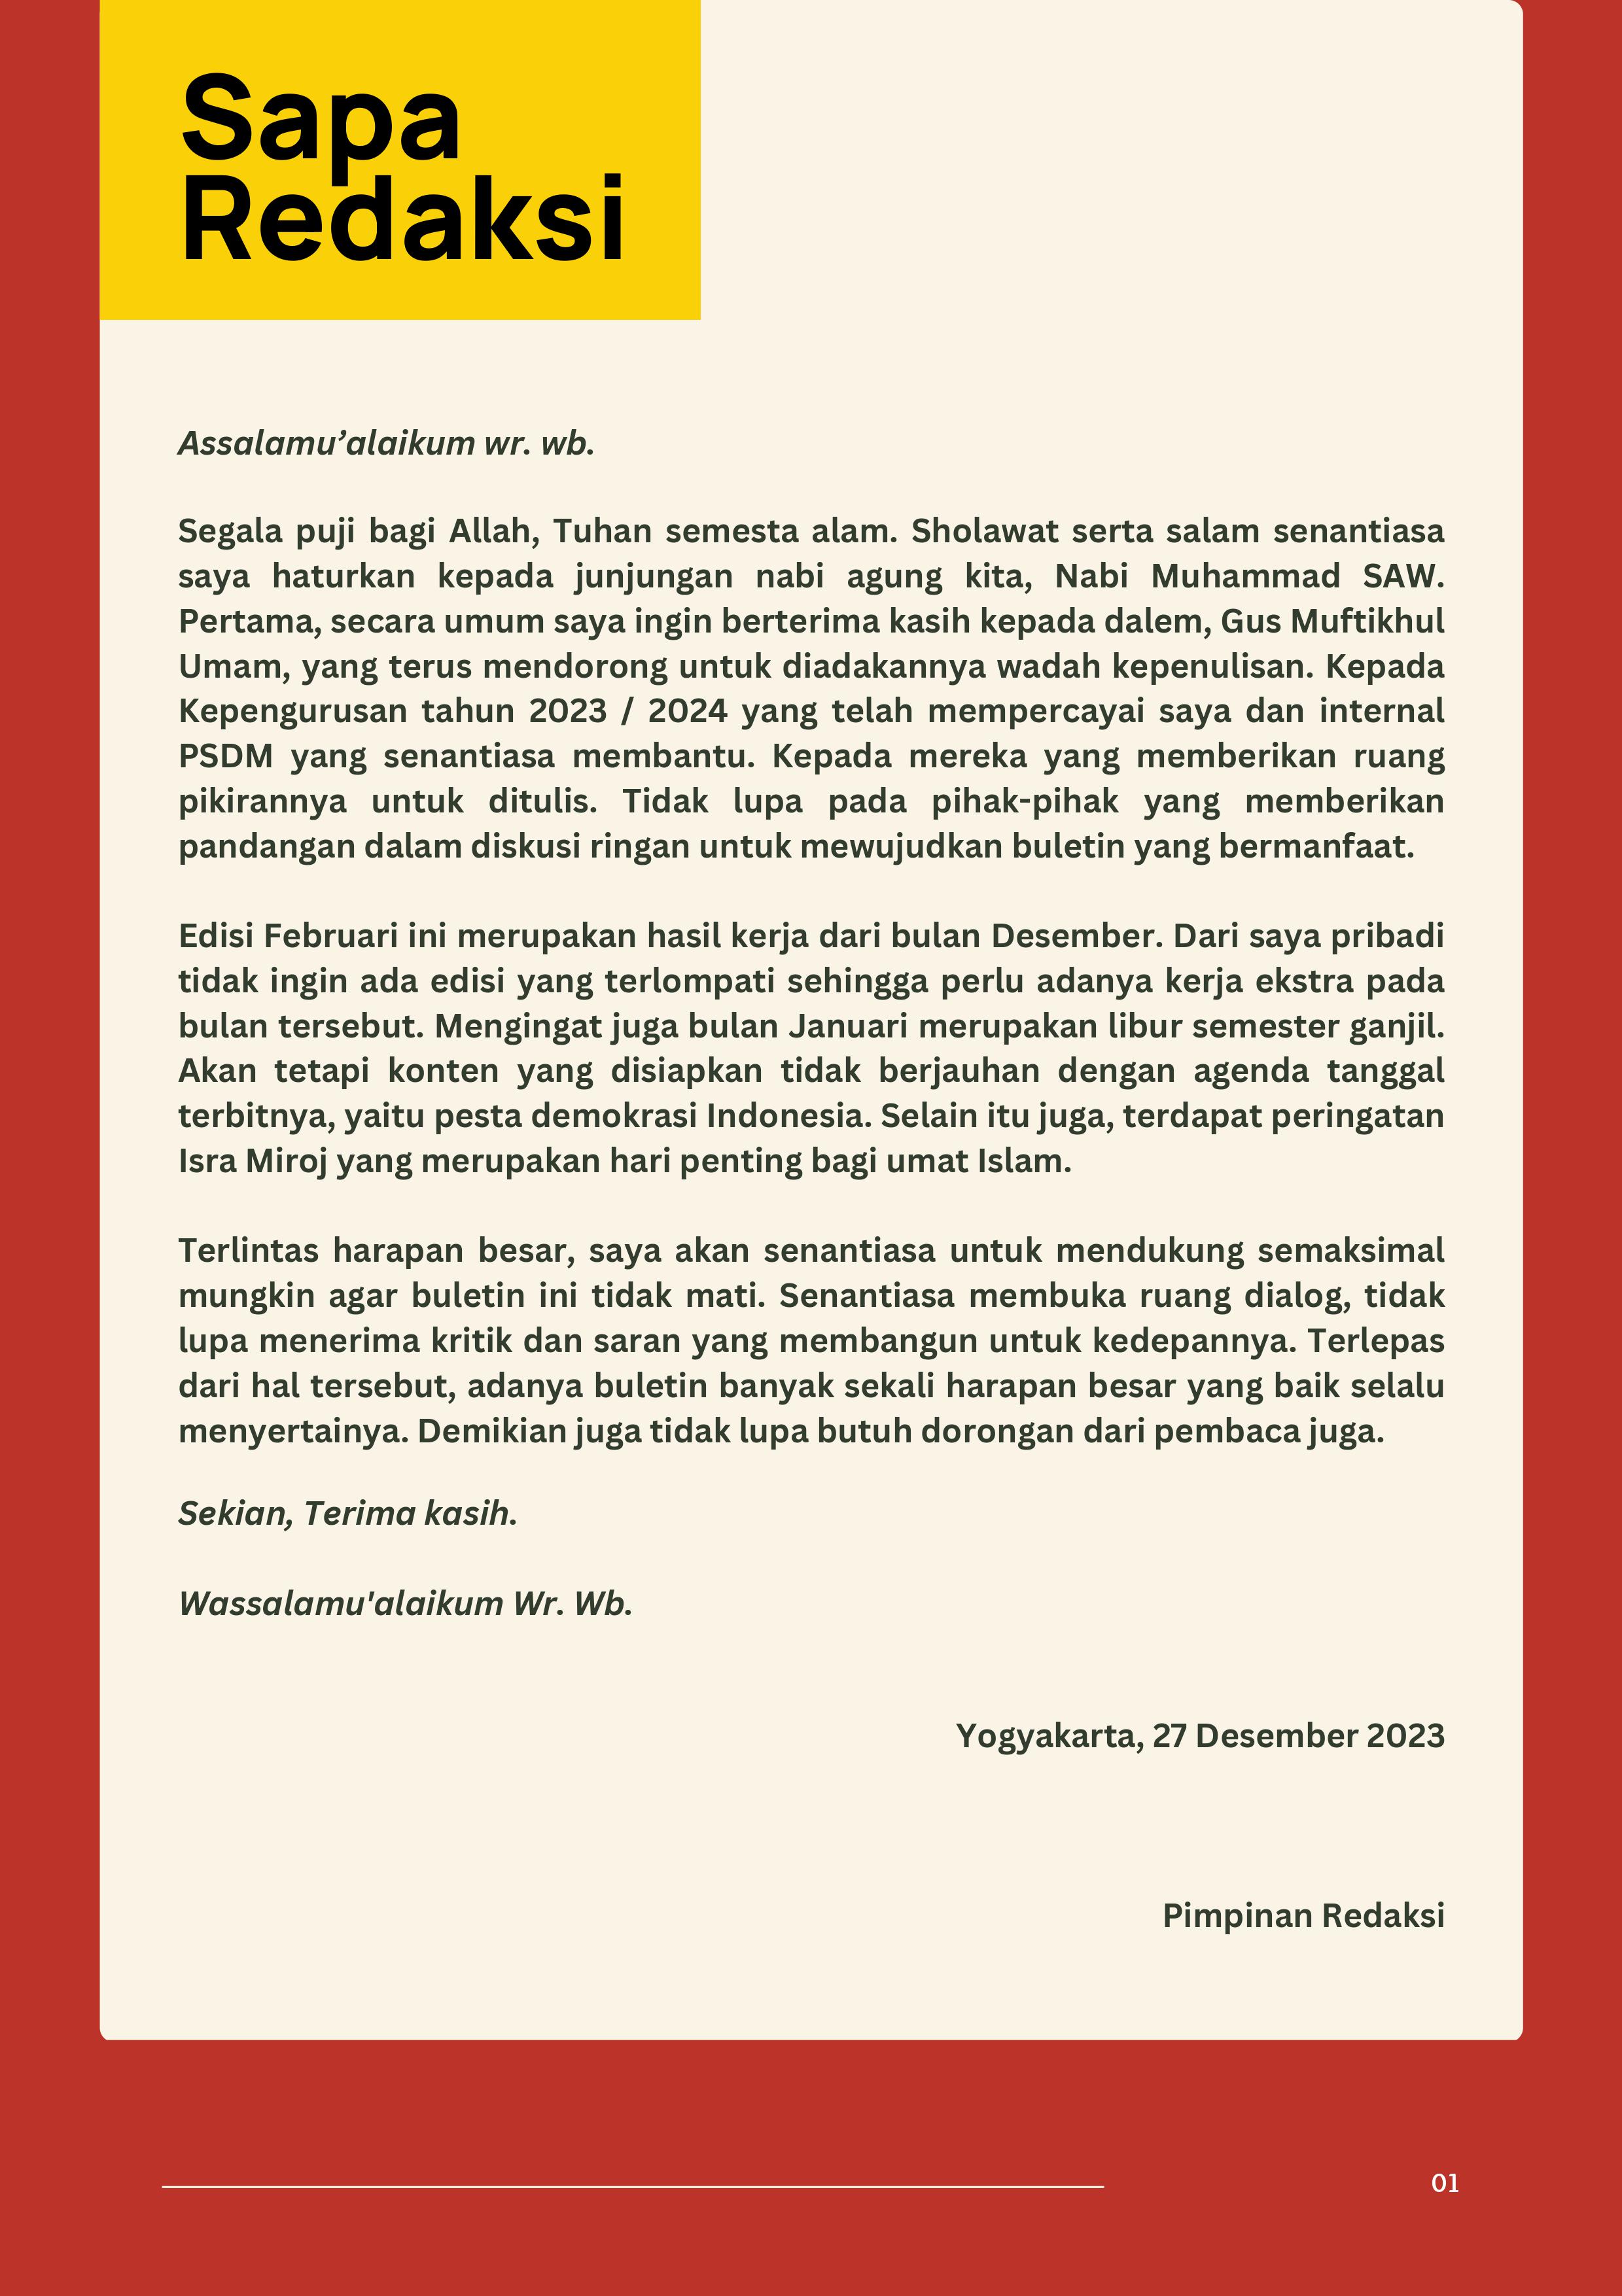 Sapa
Redaksi
Assalamu’alaikum wr. wb.
Segala puji bagi Allah, Tuhan semesta alam. Sholawat serta salam senantiasa
saya haturkan kepada junjungan nabi agung kita, Nabi Muhammad SAW.
Pertama, secara umum saya ingin berterima kasih kepada dalem, Gus Muftikhul
Umam, yang terus mendorong untuk diadakannya wadah kepenulisan. Kepada
Kepengurusan tahun 2023 / 2024 yang telah mempercayai saya dan internal
PSDM yang senantiasa membantu. Kepada mereka yang memberikan ruang
pikirannya untuk ditulis. Tidak lupa pada pihak-pihak yang memberikan
pandangan dalam diskusi ringan untuk mewujudkan buletin yang bermanfaat.
Edisi Februari ini merupakan hasil kerja dari bulan Desember. Dari saya pribadi
tidak ingin ada edisi yang terlompati sehingga perlu adanya kerja ekstra pada
bulan tersebut. Mengingat juga bulan Januari merupakan libur semester ganjil.
Akan tetapi konten yang disiapkan tidak berjauhan dengan agenda tanggal
terbitnya, yaitu pesta demokrasi Indonesia. Selain itu juga, terdapat peringatan
Isra Miroj yang merupakan hari penting bagi umat Islam.
Terlintas harapan besar, saya akan senantiasa untuk mendukung semaksimal
mungkin agar buletin ini tidak mati. Senantiasa membuka ruang dialog, tidak
lupa menerima kritik dan saran yang membangun untuk kedepannya. Terlepas
dari hal tersebut, adanya buletin banyak sekali harapan besar yang baik selalu
menyertainya. Demikian juga tidak lupa butuh dorongan dari pembaca juga.
Sekian, Terima kasih.
Wassalamu'alaikum Wr. Wb.
Yogyakarta, 27 Desember 2023
Pimpinan Redaksi
01